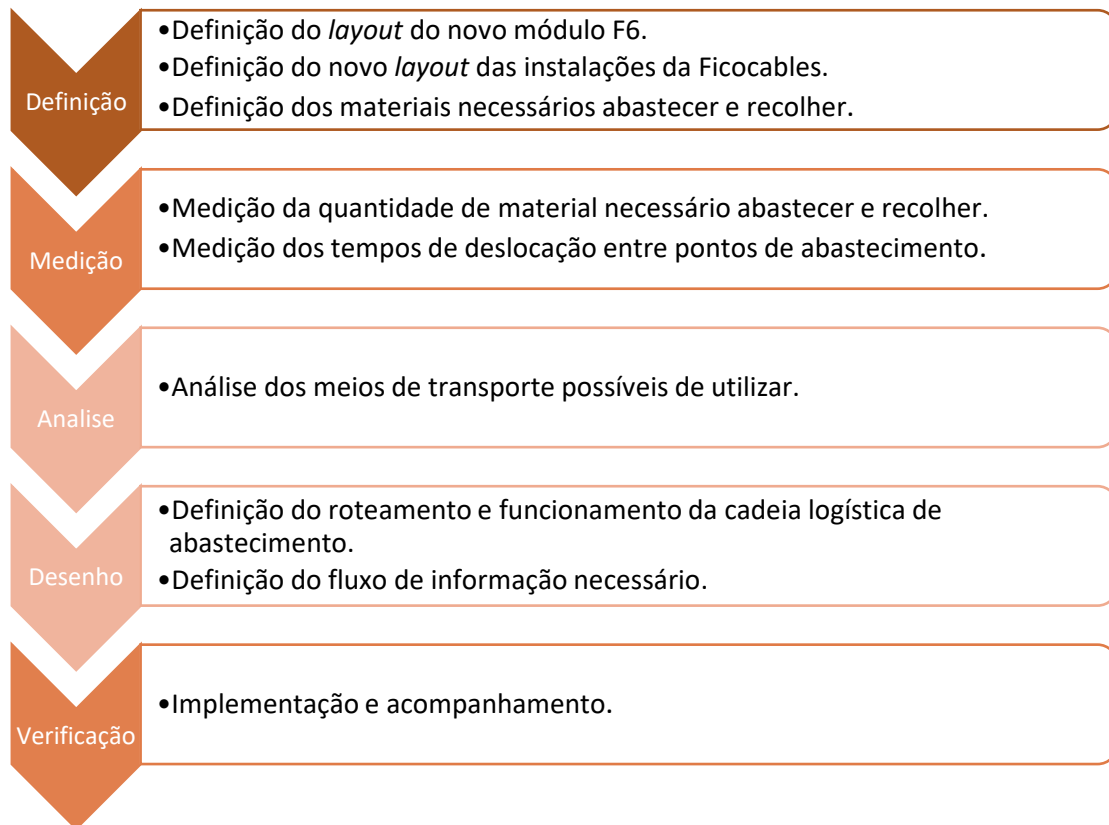 Definição
•Definição do layout do novo módulo F6.
•Definição do novo layout das instalações da Ficocables.
•Definição dos materiais necessários abastecer e recolher.
Medição
•Medição da quantidade de material necessário abastecer e recolher.
•Medição dos tempos de deslocação entre pontos de abastecimento.
Analise
•Análise dos meios de transporte possíveis de utilizar.
Desenho
•Definição do roteamento e funcionamento da cadeia logística de
abastecimento.
•Definição do fluxo de informação necessário.
Verificação
•Implementação e acompanhamento.